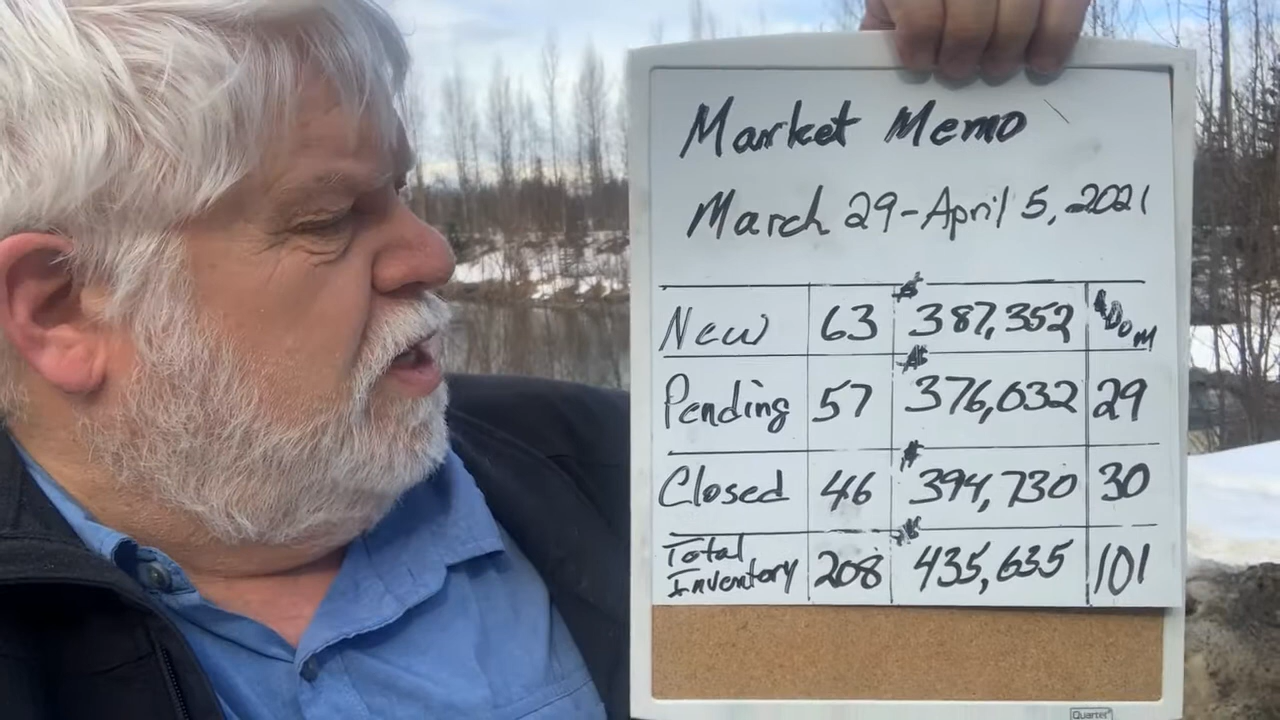 Market Memo
March 29-April 5, 2021
New 63 $387,352 ADOM
Pending 57 $376,032 29
Closed 46 $394,730 30
Total Inventory 208 $435,635 101
Quartet